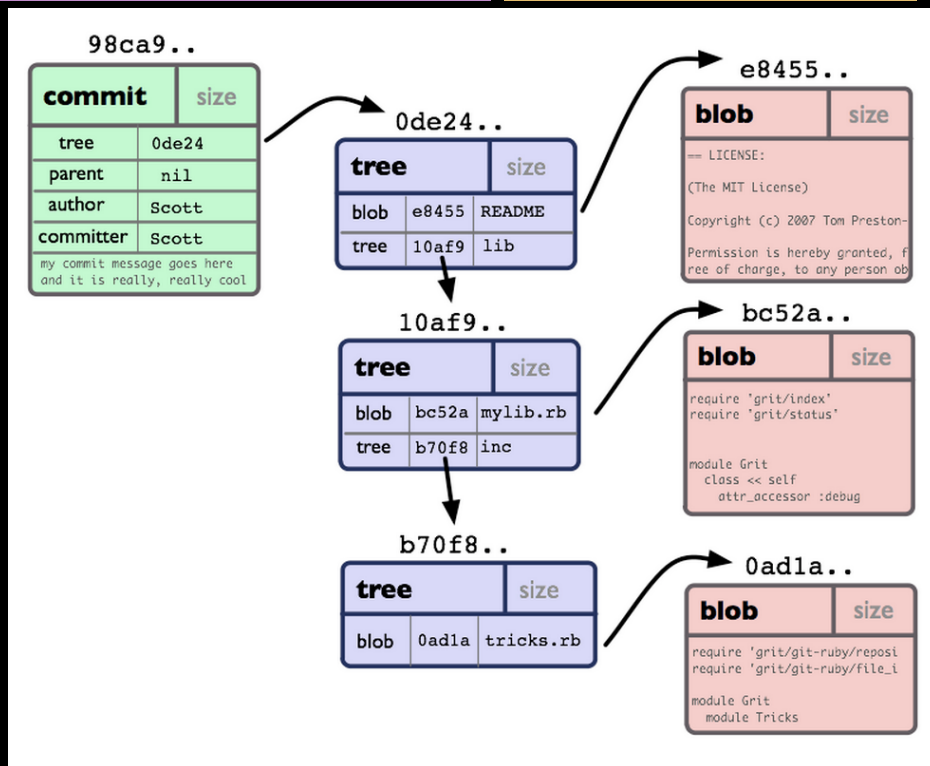 98ca9..
commit size
tree 0de24
parent nil
author Scott
committer Scott
my commit message goes here
and it is really, really cool
0de24..
tree size
blob e8455 README
tree 10af9 lib
10af9..
tree size
blob bc52a mylib.rb
tree b70f8 inc
b70f8..
tree size
blob 0ad1a tricks.rb
e8455..
blob size
== LICENSE:
(The MIT License)
Copyright (c) 2007 Tom Preston-
Permission is hereby granted, f
ree of charge, to any person ob
bc52a..
blob size
require 'grit/index'
require 'grit/status'
module Grit
class << self
attr_accessor :debug
0ad1a..
blob size
require 'grit/git-ruby/reposi
require 'grit/git-ruby/file_i
module Grit
module Tricks